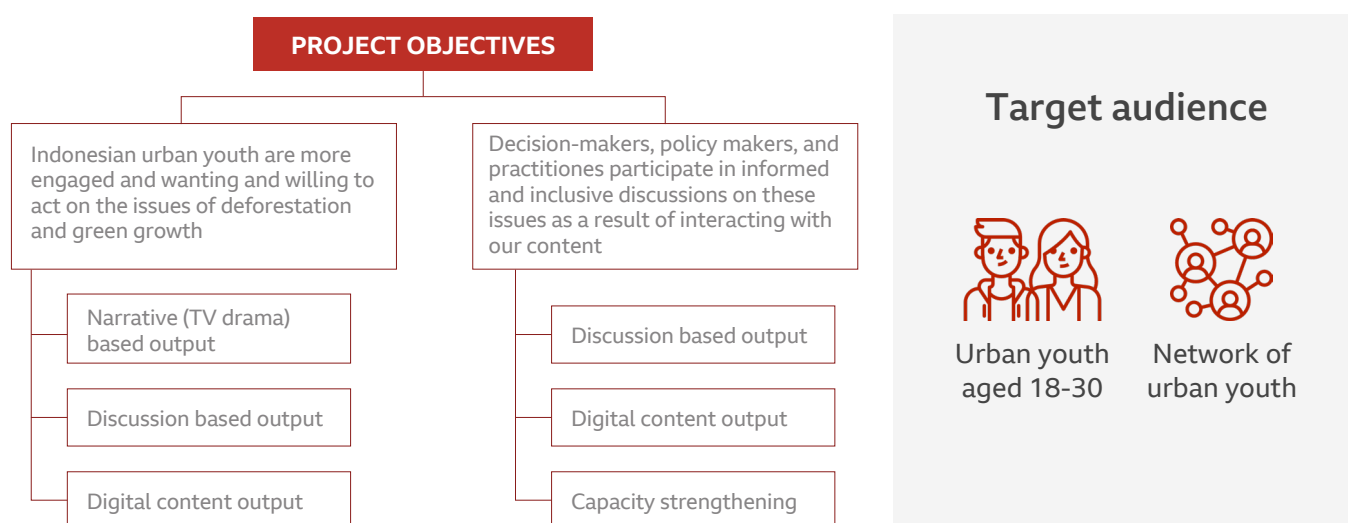 PROJECT OBJECTIVES
Indonesian urban youth are more
engaged and wanting and willing to
act on the issues of deforestation
and green growth
Narrative (TV drama)
based output
Discussion based output
Digital content output
Decision-makers, policy makers, and
practitiones participate in informed
and inclusive discussions on these
issues as a result of interacting with
our content
Discussion based output
Digital content output
Capacity strengthening
Target audience
Urban youth
aged 18-30
Network of
urban youth